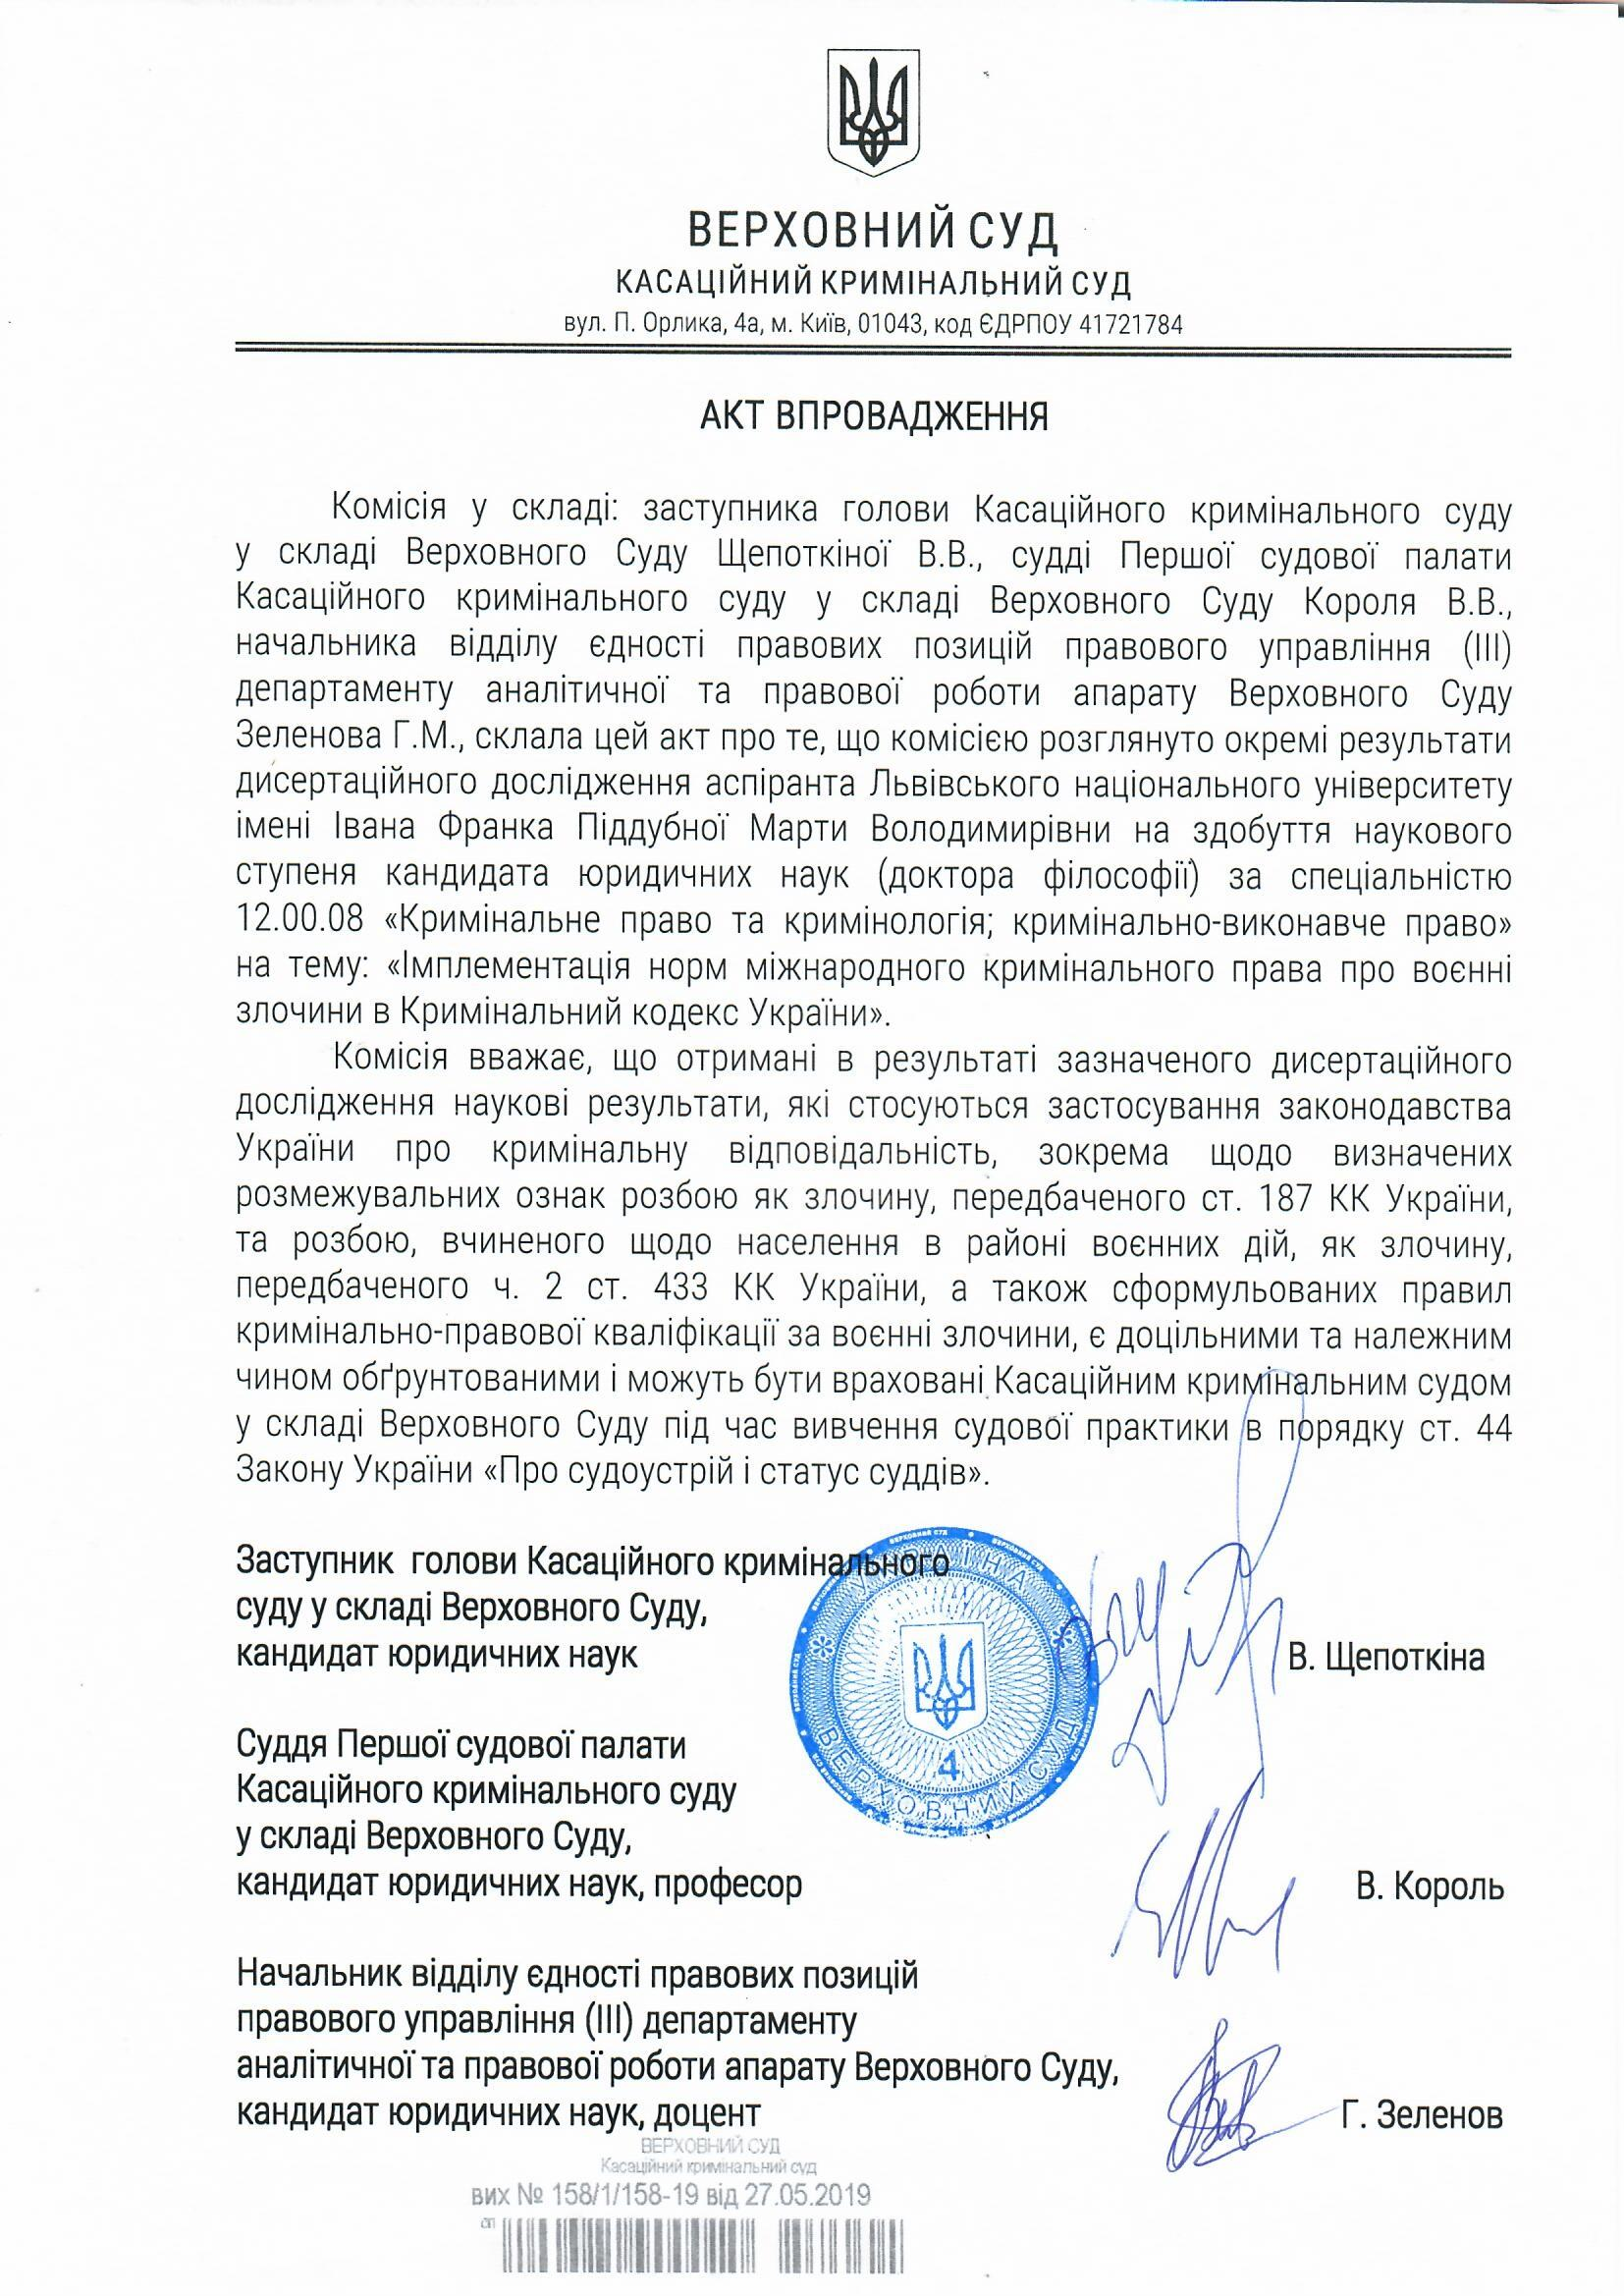 ВЕРХОВНИЙ СУД
КАСАЦІЙНИЙ КРИМІНАЛЬНИЙ СУД
вул. П. Орлика, 4а, м. Київ, 01043, код ЄДРПОУ 41721784
АКТ ВПРОВАДЖЕННЯ
Комісія у складі: заступника голови Касаційного кримінального суду
у складі Верховного Суду Щепоткіної В.В., судді Першої судової палати
Касаційного кримінального суду у складі Верховного Суду Короля В.В.,
начальника відділу єдності правових позицій правового управління (III)
департаменту аналітичної та правової роботи апарату Верховного Суду
Зеленова Г.М., склала цей акт про те, що комісією розглянуто окремі результати
дисертаційного дослідження аспіранта Львівського національного університету
імені Івана Франка Піддубної Марти Володимирівни на здобуття наукового
ступеня кандидата юридичних наук (доктора філософії) за спеціальністю
12.00.08 «Кримінальне право та кримінологія; кримінально-виконавче право»
на тему: «Імплементація норм міжнародного кримінального права про воєнні
злочини в Кримінальний кодекс України».
Комісія вважає, що отримані в результаті зазначеного дисертаційного
дослідження наукові результати, які стосуються застосування законодавства
України про кримінальну відповідальність, зокрема щодо визначених
розмежувальних ознак розбою як злочину, передбаченого ст. 187 КК України,
та розбою, вчиненого щодо населення в районі воєнних дій, як злочину,
передбаченого ч. 2 ст. 433 КК України, а також сформульованих правил
кримінально-правової кваліфікації за воєнні злочини, є доцільними та належним
чином обґрунтованими і можуть бути враховані Касаційним кримінальним судом
у складі Верховного Суду під час вивчення судової практики в порядку ст. 44
Закону України «Про судоустрій і статус суддів».
Заступник голови Касаційного кримінального
суду у складі Верховного Суду,
кандидат юридичних наук
В. Щепоткіна
УКРАЇНА
4
ВЕРХОВНИЙ СУД
Суддя Першої судової палати
Касаційного кримінального суду
у складі Верховного Суду,
кандидат юридичних наук, професор
В. Король
Начальник відділу єдності правових позицій
правового управління (III) департаменту
аналітичної та правової роботи апарату Верховного Суду,
кандидат юридичних наук, доцент
Г. Зеленов
ВЕРХОВНИЙ СУД
Касаційний кримінальний суд
вих № 158/1/158-19 від 27.05.2019